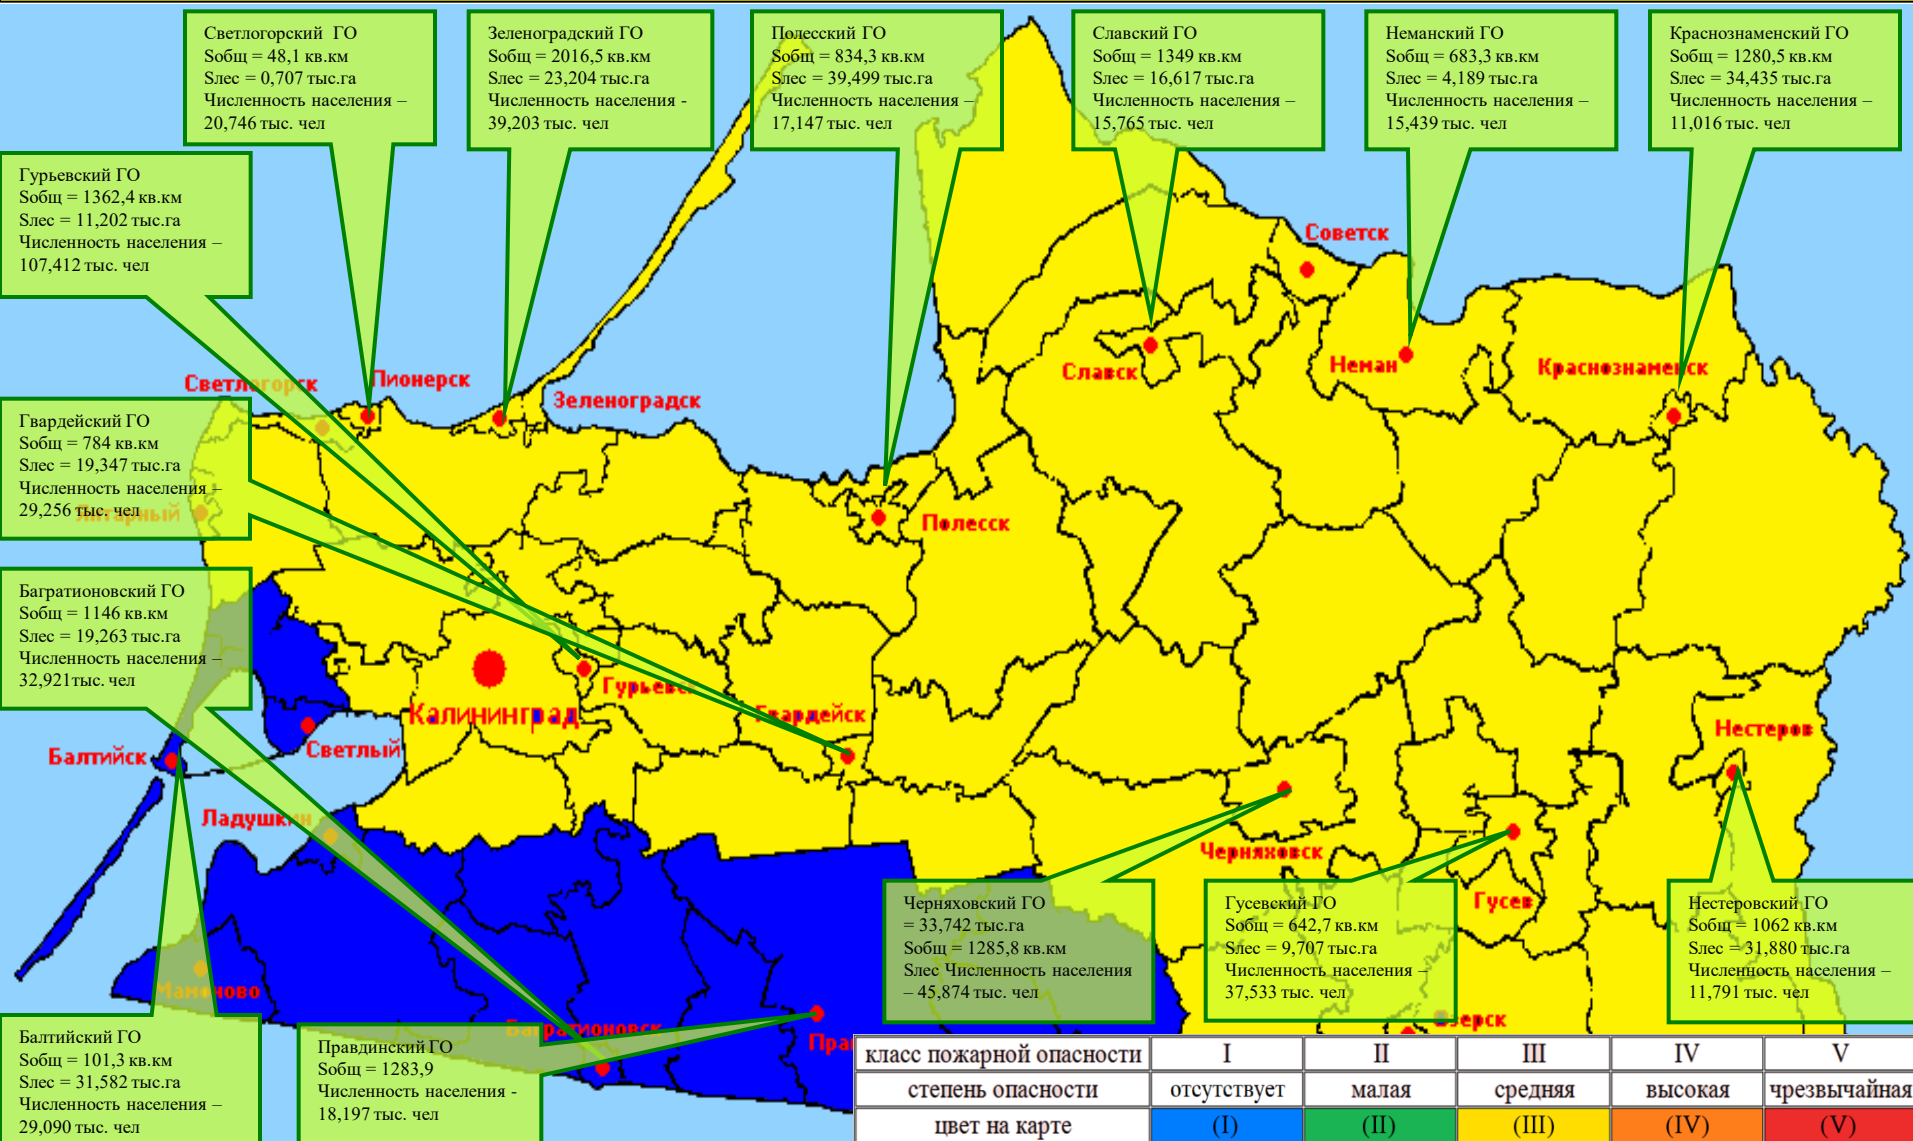 Светлогорский ГО
Sобщ = 48,1 кв.км
Sлес = 0,707 тыс.га
Численность населения –
20,746 тыс. чел
Зеленоградский ГО
Sобщ = 2016,5 кв.км
Sлес = 23,204 тыс.га
Численность населения -
39,203 тыс. чел
Полесский ГО
Sобщ = 834,3 кв.км
Sлес = 39,499 тыс.га
Численность населения –
17,147 тыс. чел
Славский ГО
Sобщ = 1349 кв.км
Sлес = 16,617 тыс.га
Численность населения –
15,765 тыс. чел
Неманский ГО
Sобщ = 683,3 кв.км
Sлес = 4,189 тыс.га
Численность населения –
15,439 тыс. чел
Краснознаменский ГО
Sобщ = 1280,5 кв.км
Sлес = 34,435 тыс.га
Численность населения –
11,016 тыс. чел
Гурьевский ГО
Sобщ = 1362,4 кв.км
Sлес = 11,202 тыс.га
Численность населения –
107,412 тыс. чел
Советск
Славск
Неман
Краснознаменск
Светлогорск
Пионерск
Зеленоградск
Гвардейский ГО
Sобщ = 784 кв.км
Sлес = 19,347 тыс.га
Численность населения –
29,256 тыс. чел
Янтарный
Полесск
Багратионовский ГО
Sобщ = 1146 кв.км
Sлес = 19,263 тыс.га
Численность населения –
32,921тыс. чел
Гурьевск
Калининград
Гвардейск
Нестеров
Балтийск
Светлый
Ладушкин
Черняховск
Гусев
Черняховский ГО
= 33,742 тыс.га
Sобщ = 1285,8 кв.км
Sлес Численность населения
– 45,874 тыс. чел
Гусевский ГО
Sобщ = 642,7 кв.км
Sлес = 9,707 тыс.га
Численность населения –
37,533 тыс. чел
Нестеровский ГО
Sобщ = 1062 кв.км
Sлес = 31,880 тыс.га
Численность населения –
11,791 тыс. чел
Мамоново
Багратионовск
Озерск
Балтийский ГО
Sобщ = 101,3 кв.км
Sлес = 31,582 тыс.га
Численность населения –
29,090 тыс. чел
Правдинский ГО
Sобщ = 1283,9
Численность населения -
18,197 тыс. чел
класс пожарной опасности I II III IV V
степень опасности отсутствует малая средняя высокая чрезвычайная
цвет на карте (I) (II) (III) (IV) (V)